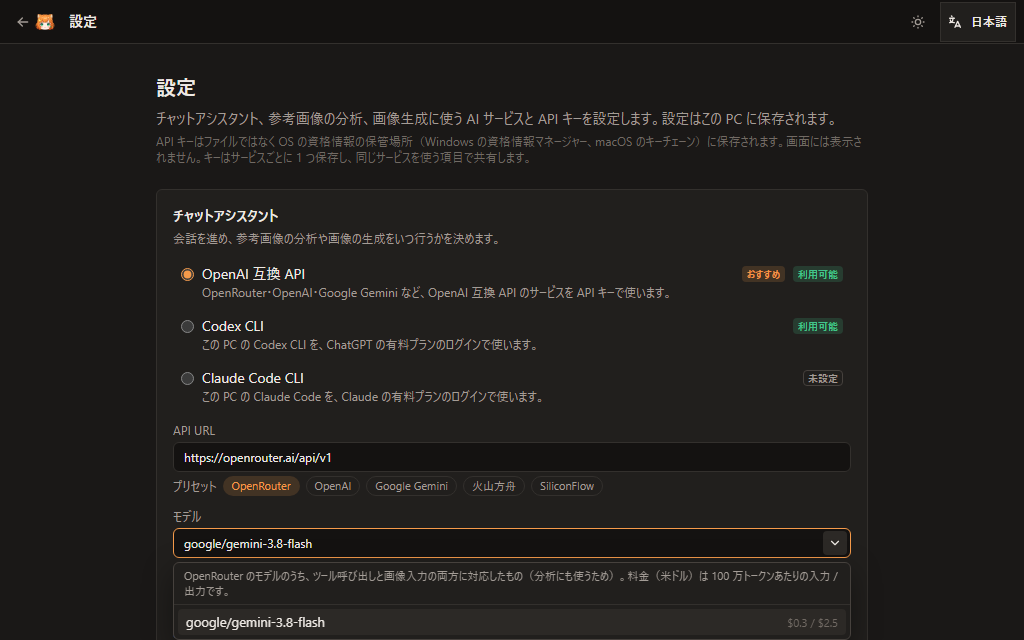 設定
日本語
設定
チャットアシスタント、参考画像の分析、画像生成に使う AI サービスと API キーを設定します。設定はこの PC に保存されます。
API キーはファイルではなく OS の資格情報の保管場所（Windows の資格情報マネージャー、macOS のキーチェーン）に保存されます。画面には表示さ
れません。キーはサービスごとに 1 つ保存し、同じサービスを使う項目で共有します。
チャットアシスタント
会話を進め、参考画像の分析や画像の生成をいつ行うかを決めます。
OpenAI 互換 API
おすすめ
利用可能
OpenRouter・OpenAI・Google Gemini など、OpenAI 互換 API のサービスを API キーで使います。
Codex CLI
利用可能
この PC の Codex CLI を、ChatGPT の有料プランのログインで使います。
Claude Code CLI
未設定
この PC の Claude Code を、Claude の有料プランのログインで使います。
API URL
https://openrouter.ai/api/v1
プリセット OpenRouter OpenAI Google Gemini 火山方舟 SiliconFlow
モデル
google/gemini-3.8-flash
OpenRouter のモデルのうち、ツール呼び出しと画像入力の両方に対応したもの（分析にも使うため）。料金（米ドル）は 100 万トークンあたりの入力 /
出力です。
google/gemini-3.8-flash
$0.3 / $2.5